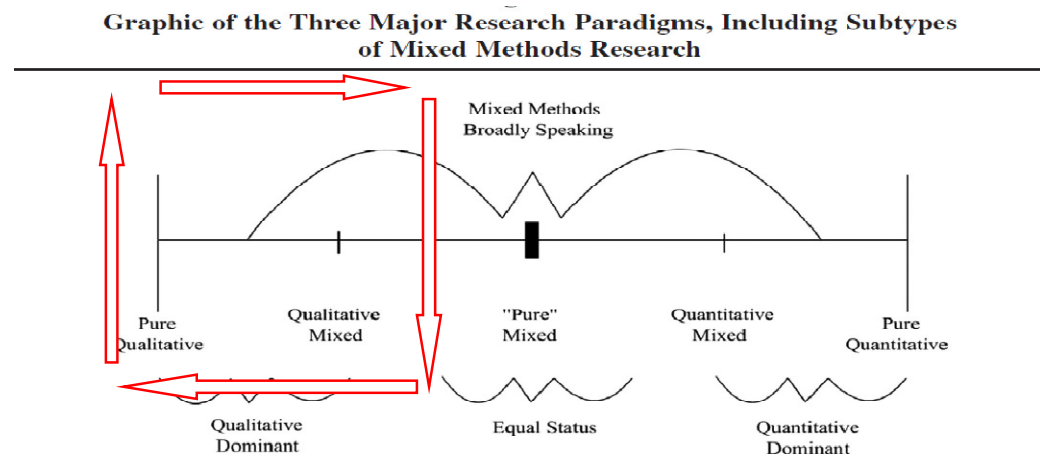 Graphic of the Three Major Research Paradigms, Including Subtypes
of Mixed Methods Research
Mixed Methods
Broadly Speaking
Pure
Qualitative
Qualitative
Mixed
"Pure"
Mixed
Quantitative
Mixed
Pure
Quantitative
Qualitative
Dominant
Equal Status
Quantitative
Dominant